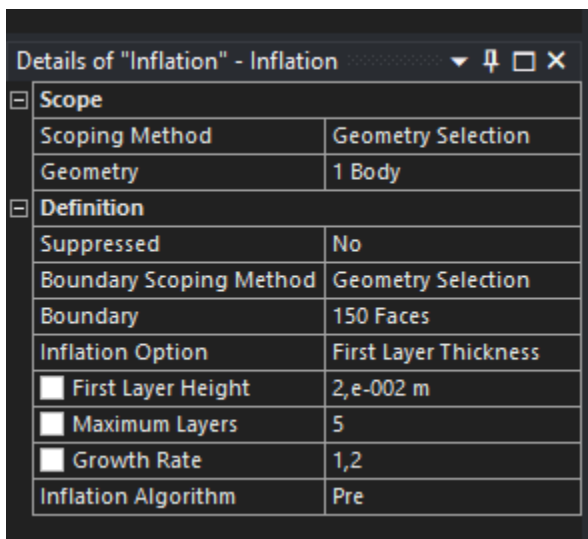 Details of "Inflation" - Inflation
Scope
Scoping Method Geometry Selection
Geometry 1 Body
Definition
Suppressed No
Boundary Scoping Method Geometry Selection
Boundary 150 Faces
Inflation Option First Layer Thickness
First Layer Height 2,e-002 m
Maximum Layers 5
Growth Rate 1,2
Inflation Algorithm Pre